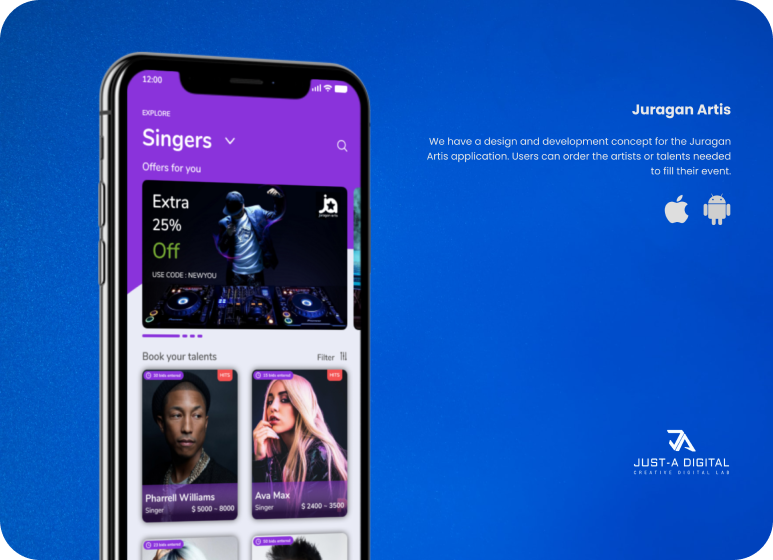 12:00
EXPLORE
Singers
Offers for you
Extra
25%
Off
USE CODE : NEWYOU
ja
juragan artis
Book your talents
Filter
HITS
HITS
Pharrell Williams
Singer
$ 5000 ~ 8000
Ava Max
Singer
$ 2400 ~ 3500
Juragan Artis
We have a design and development concept for the Juragan
Artis application. Users can order the artists or talents needed
to fill their event.
JUST-A DIGITAL
CREATIVE DIGITAL LAB